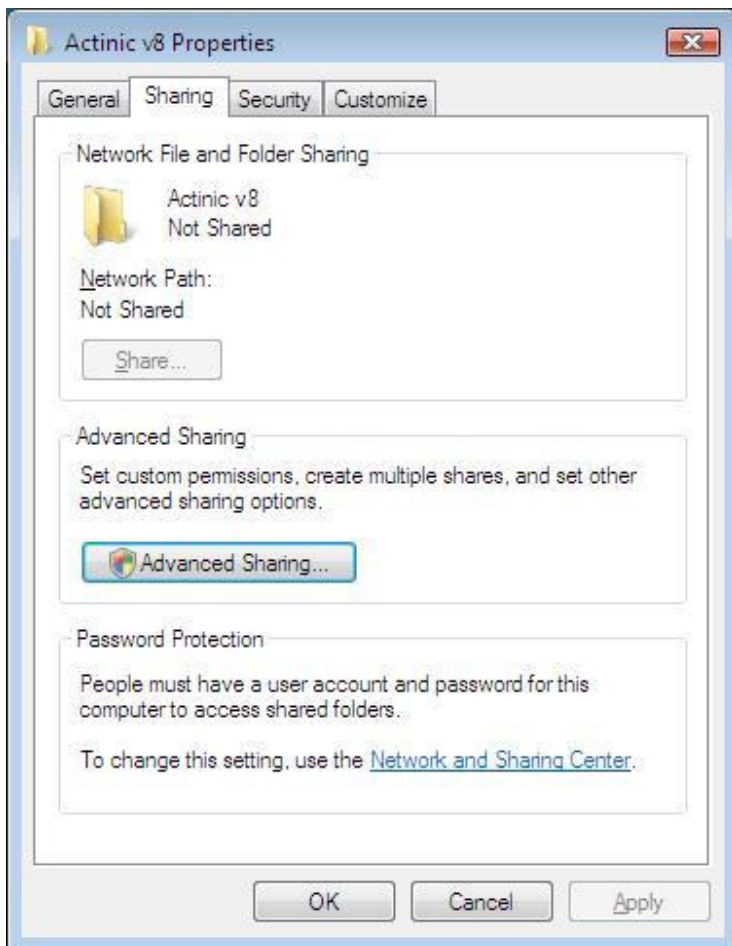 Actinic v8 Properties
General
Sharing
Security
Customize
Network File and Folder Sharing
Actinic v8
Not Shared
Network Path:
Not Shared
Share...
Advanced Sharing
Set custom permissions, create multiple shares, and set other
advanced sharing options.
Advanced Sharing...
Password Protection
People must have a user account and password for this
computer to access shared folders.
To change this setting, use the Network and Sharing Center.
OK
Cancel
Apply